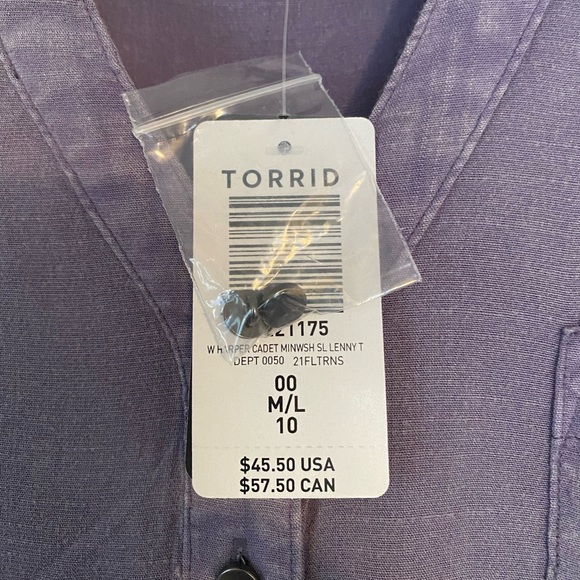 TORRID
21175
W HARPER CADET MINWSH SL LENNY T
DEPT 0050 21FLTRNS
00
M/L
10
$45.50 USA
$57.50 CAN